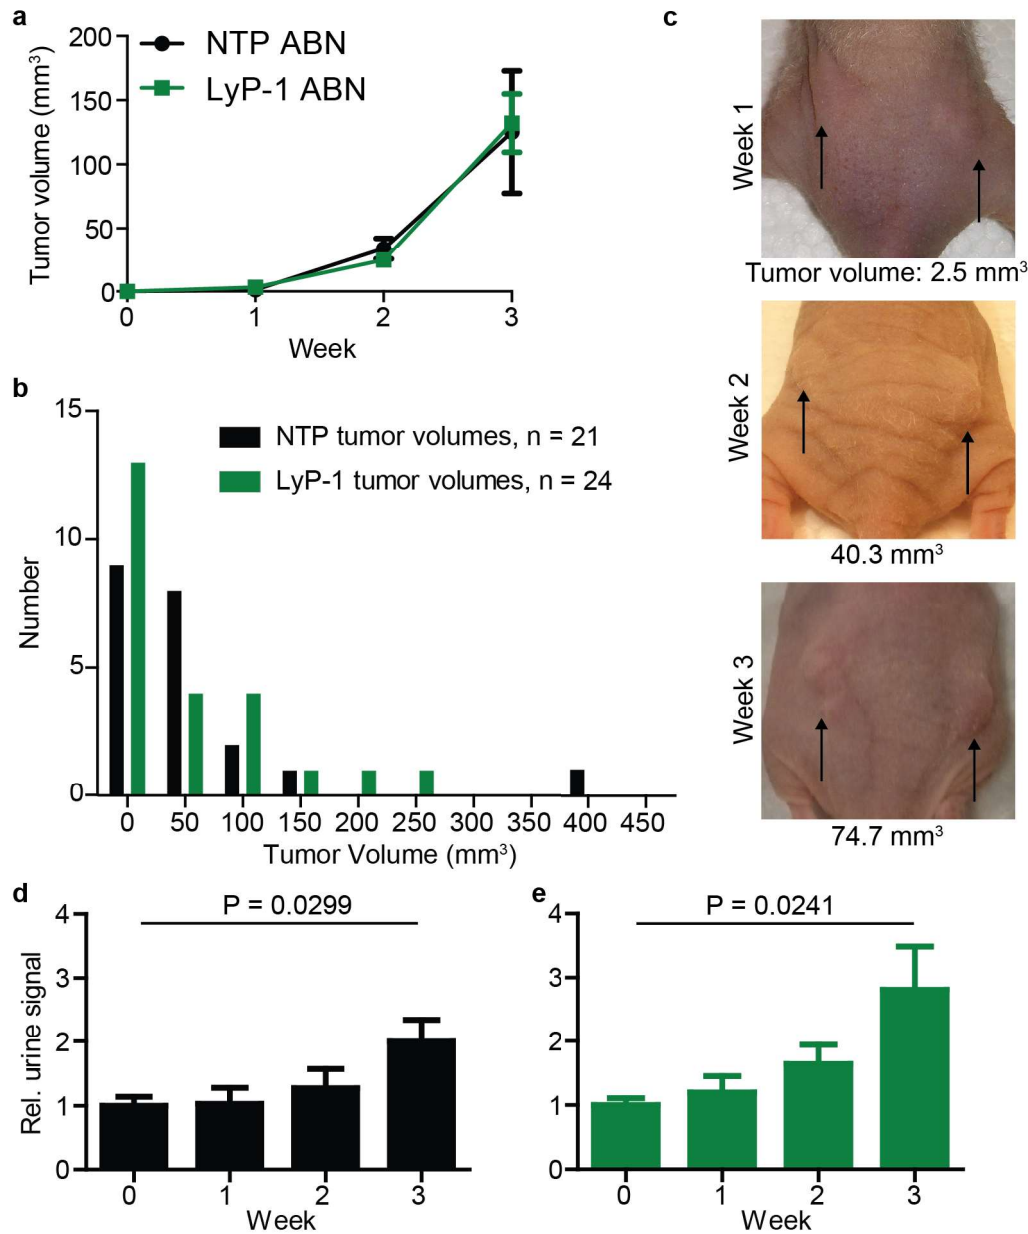 a
Tumor volume (mm³)
200
150
100
50
0
NTP ABN
LyP-1 ABN
0 1 2 3
Week
b
Number
15
10
5
0
NTP tumor volumes, n = 21
LyP-1 tumor volumes, n = 24
0 50 100 150 200 250 300 350 400 450
Tumor Volume (mm³)
c
Week 1
Tumor volume: 2.5 mm³
Week 2
40.3 mm³
Week 3
74.7 mm³
d
Rel. urine signal
4
3
2
1
0
P = 0.0299
0 1 2 3
Week
e
4
3
2
1
0
P = 0.0241
0 1 2 3
Week